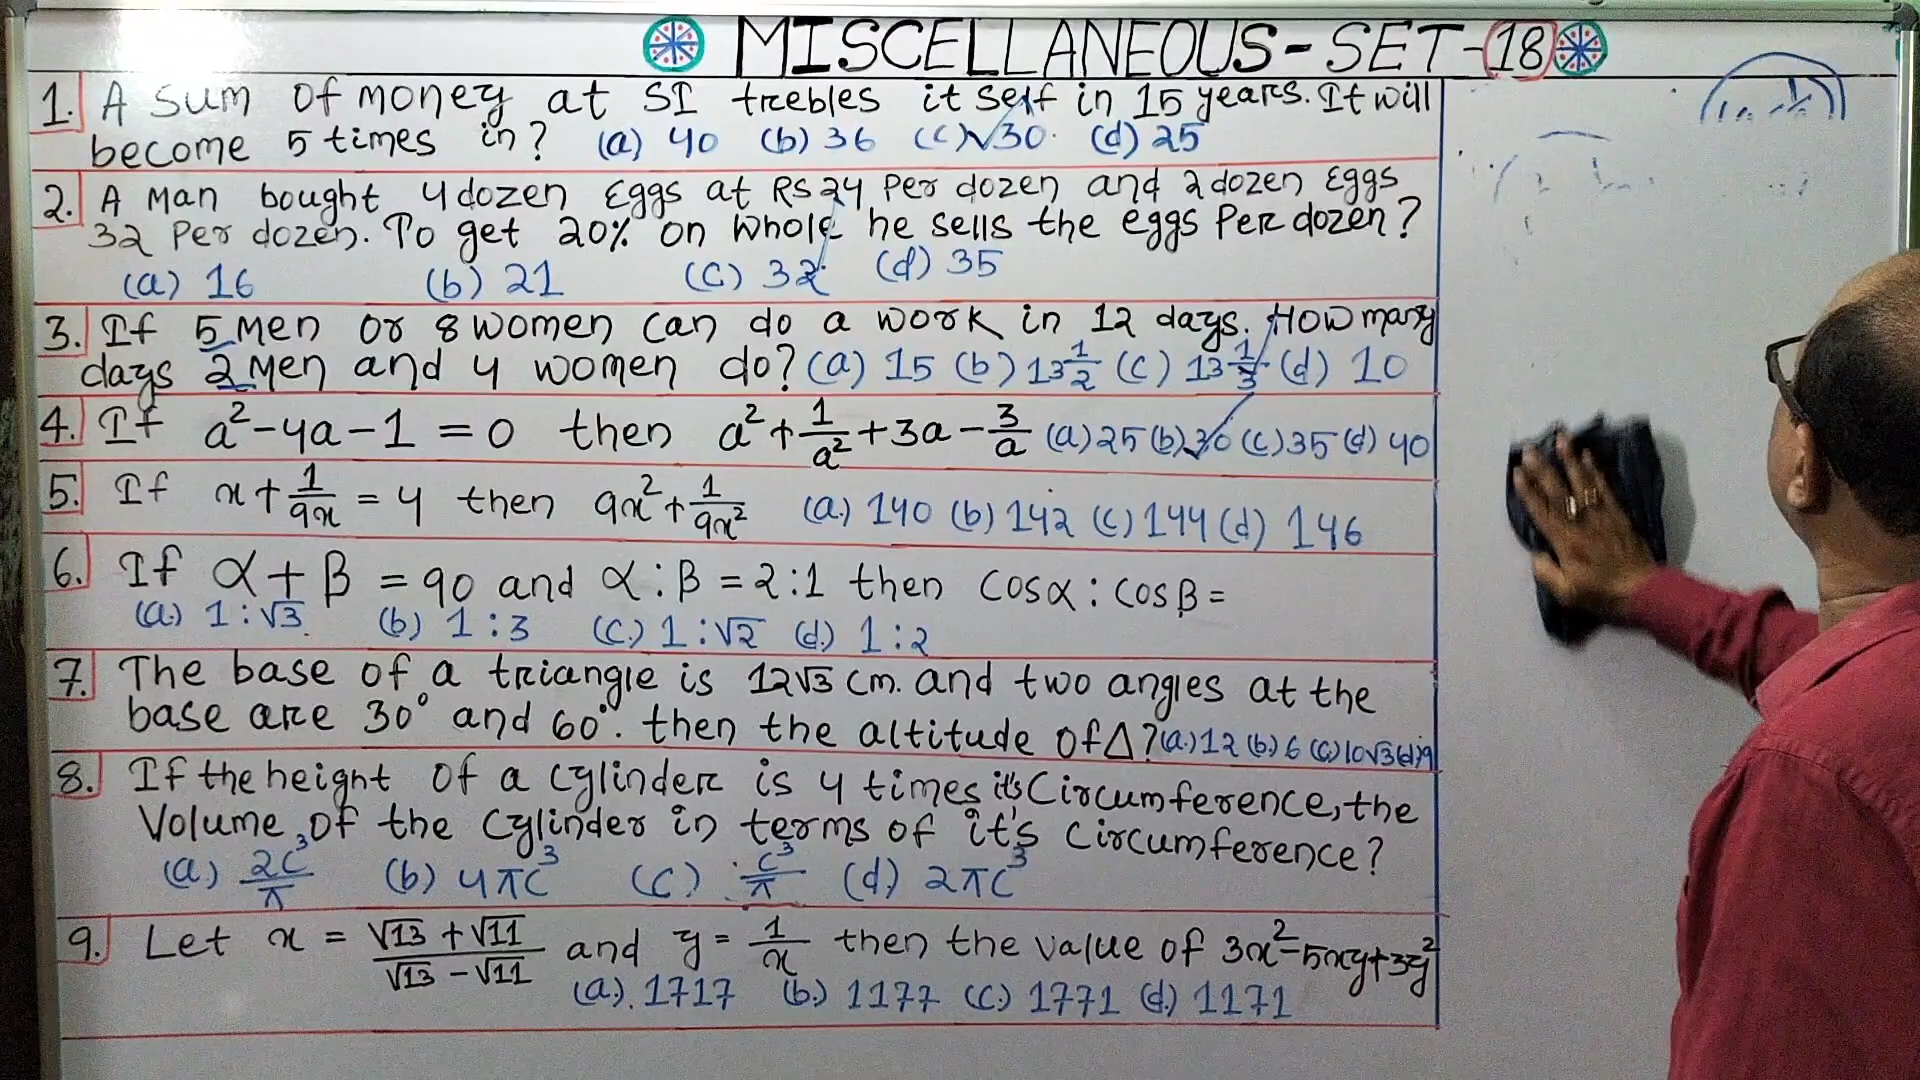 MISCELLANEOUS-SET-18
1. A sum of money at SI trebles it self in 15 years. It will
become 5 times in? (a) 40 (b) 36 (c)✓30. (d) 25
2. A Man bought 4dozen Eggs at RS 24 Per dozen and 2dozen Eggs
32 Per dozen. To get 20% on whole he sells the eggs Per dozen?
(a) 16 (b) 21 (c) 32 (d) 35
3. If 5 Men or 8 women can do a work in 12 days. How many
days 2 Men and 4 women do? (a) 15 (b) 13 1/2 (c) 13 1/3 (d) 10
4. If a²-4a-1 = 0 then a²+1/a²+3a-3/a (a) 25 (b)✓30 (c) 35 (d) 40
5. If x+1/9x = 4 then 9x²+1/9x² (a.) 140 (b) 142 (c) 144 (d) 146
6. If α+β = 90 and α:β = 2:1 then cosα : cosβ =
(a.) 1:√3 (b) 1:3 (c.) 1:√2 (d.) 1:2
7. The base of a triangle is 12√3 cm. and two angles at the
base are 30° and 60°. then the altitude of Δ? (a.) 12 (b.) 6 (c) 10√3 (d) 9
8. If the height of a cylinder is 4 times it's Circumference, the
Volume of the cylinder in terms of it's circumference?
(a.) 2c³/π (b) 4πc³ (c) c³/π (d) 2πc³
9. Let x = √13+√11/√13-√11 and y = 1/x then the value of 3x²-5xy+3y²
(a.). 1717 (b.) 1177 (c.) 1771 (d.) 1171